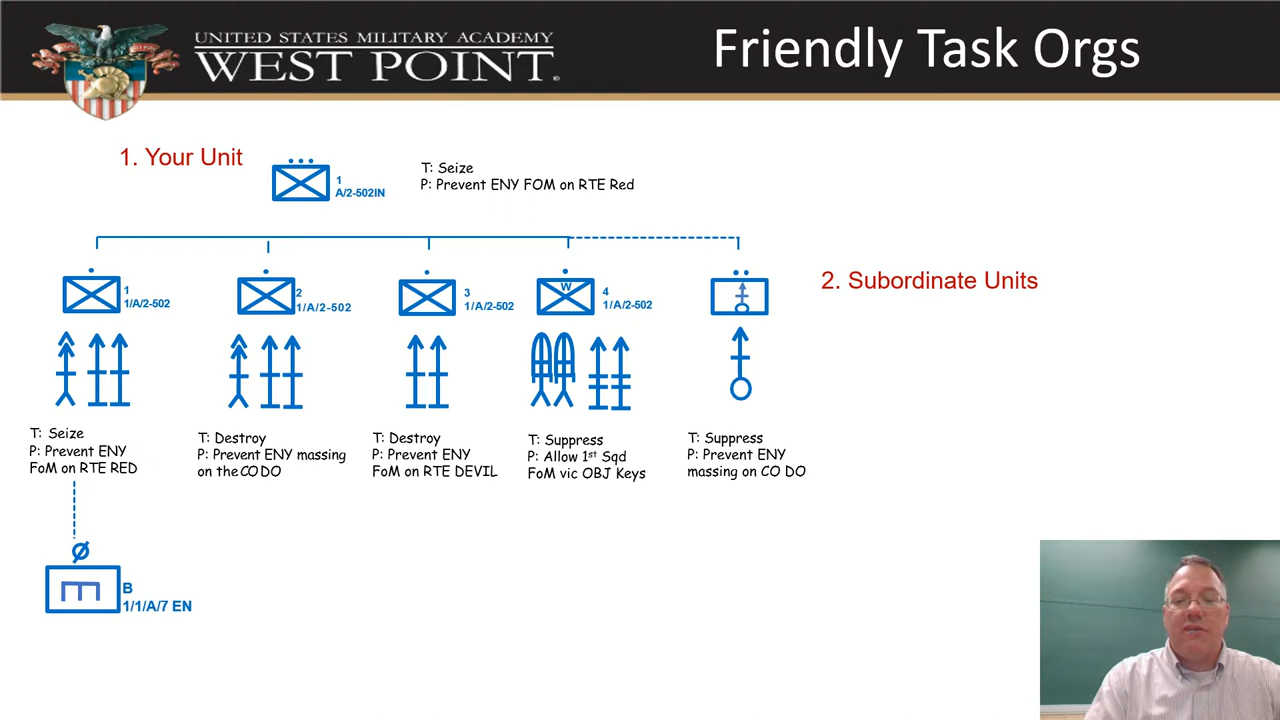 UNITED STATES MILITARY ACADEMY
WEST POINT.
Friendly Task Orgs
1. Your Unit
1
A/2-502IN
T: Seize
P: Prevent ENY FOM on RTE Red
1
1/A/2-502
2
1/A/2-502
3
1/A/2-502
W
4
1/A/2-502
2. Subordinate Units
T: Seize
P: Prevent ENY
FoM on RTE RED
T: Destroy
P: Prevent ENY massing
on the CO DO
T: Destroy
P: Prevent ENY
FoM on RTE DEVIL
T: Suppress
P: Allow 1st Sqd
FoM vic OBJ Keys
T: Suppress
P: Prevent ENY
massing on CO DO
B
1/1/A/7 EN